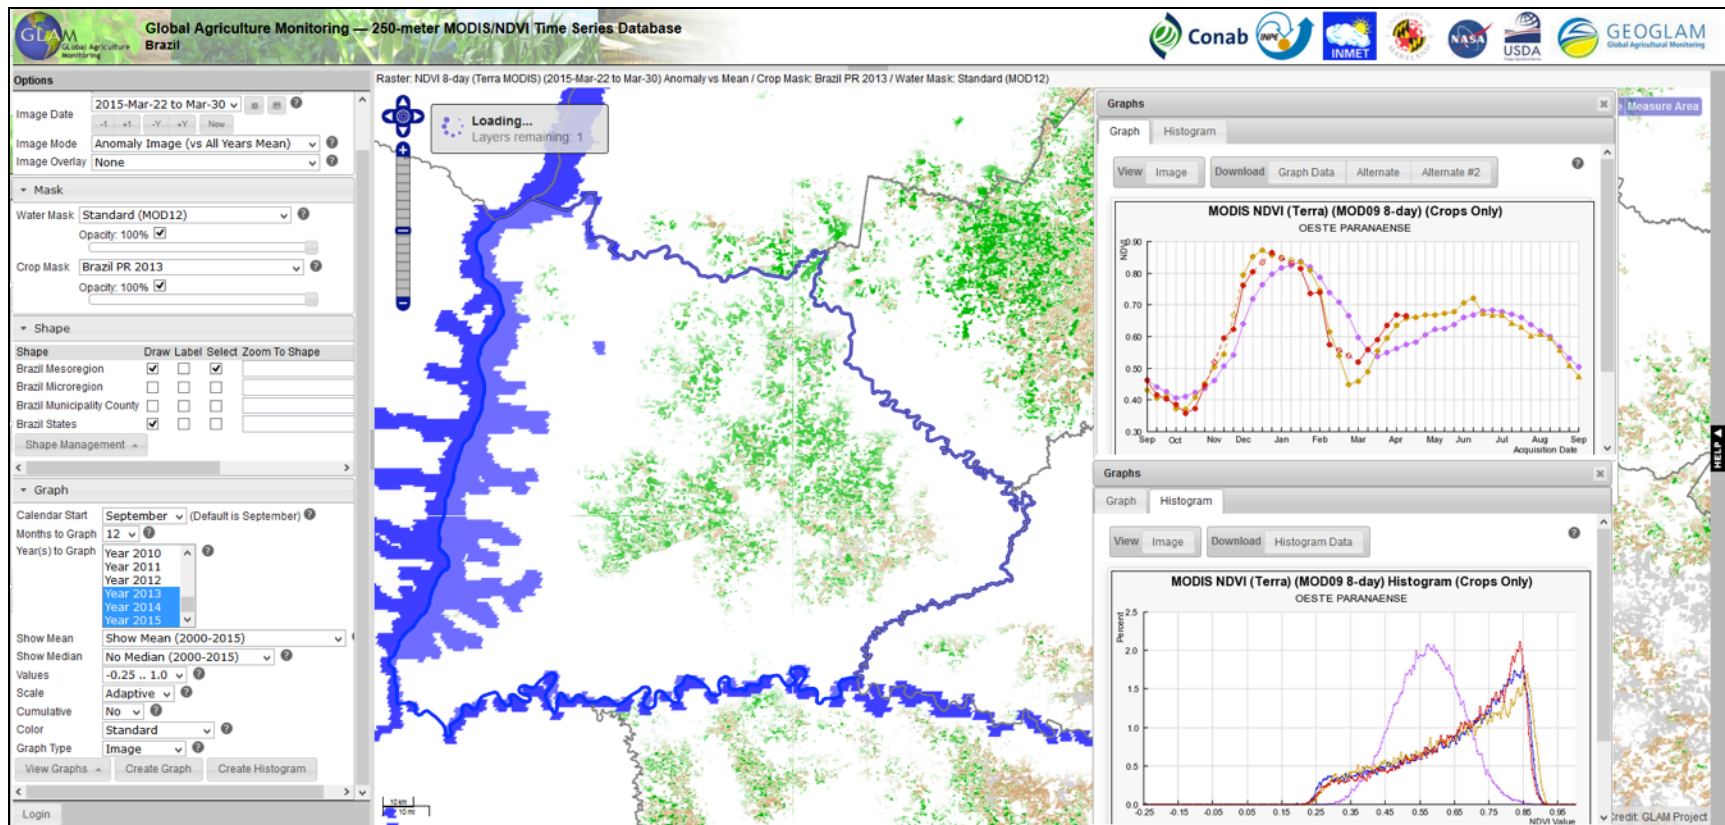 GLAM
GLobal Agriculture
Monitoring
Global Agriculture Monitoring — 250-meter MODIS/NDVI Time Series Database
Brazil
Conab
INPE
INMET
NASA
USDA
GEOGLAM
Global Agricultural Monitoring
Options
Raster: NDVI 8-day (Terra MODIS) (2015-Mar-22 to Mar-30) Anomaly vs Mean / Crop Mask: Brazil PR 2013 / Water Mask: Standard (MOD12)
Image Date 2015-Mar-22 to Mar-30
-1 +1 -Y +Y Now
Image Mode Anomaly Image (vs All Years Mean)
Image Overlay None
Mask
Water Mask Standard (MOD12)
Opacity: 100%
Crop Mask Brazil PR 2013
Opacity: 100%
Shape
Shape Draw Label Select Zoom To Shape
Brazil Mesoregion
Brazil Microregion
Brazil Municipality County
Brazil States
Shape Management
Graph
Calendar Start September (Default is September)
Months to Graph 12
Year(s) to Graph Year 2010
Year 2011
Year 2012
Year 2013
Year 2014
Year 2015
Show Mean Show Mean (2000-2015)
Show Median No Median (2000-2015)
Values -0.25 .. 1.0
Scale Adaptive
Cumulative No
Color Standard
Graph Type Image
View Graphs Create Graph Create Histogram
Login
Loading...
Layers remaining: 1
10 km
10 mi
Measure Area
Graphs
Graph Histogram
View Image Download Graph Data Alternate Alternate #2
MODIS NDVI (Terra) (MOD09 8-day) (Crops Only)
OESTE PARANAENSE
NDVI
0.90
0.80
0.70
0.60
0.50
0.40
0.30
Sep Oct Nov Dec Jan Feb Mar Apr May Jun Jul Aug Sep
Acquisition Date
Graphs
Graph Histogram
View Image Download Histogram Data
MODIS NDVI (Terra) (MOD09 8-day) Histogram (Crops Only)
OESTE PARANAENSE
Percent
2.5
2.0
1.5
1.0
0.5
0.0
-0.25 -0.15 -0.05 0.05 0.15 0.25 0.35 0.45 0.55 0.65 0.75 0.85 0.95
NDVI Value
HELP
Credit: GLAM Project